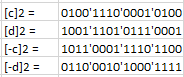 [c]2 = 0100'1110'0001'0100
[d]2 = 1001'1101'0111'0001
[-c]2 = 1011'0001'1110'1100
[-d]2 = 0110'0010'1000'1111